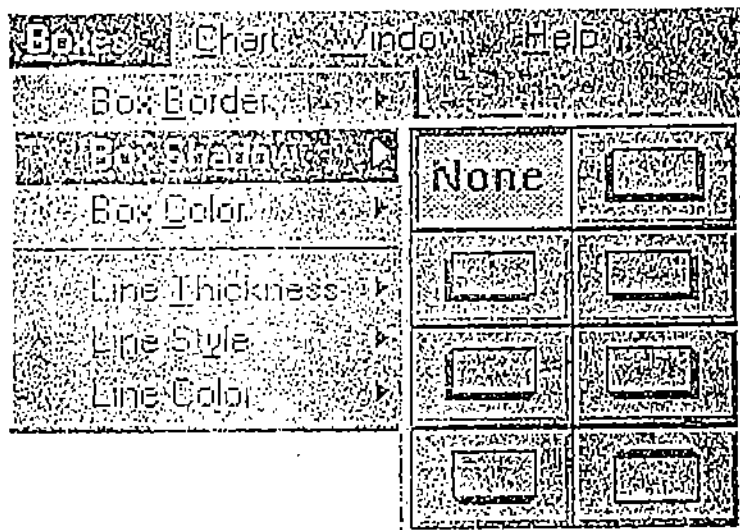 Boxes Chart Window Help
Box Border
Box Shadow
None
Box Color
Line Thickness
Line Style
Line Color